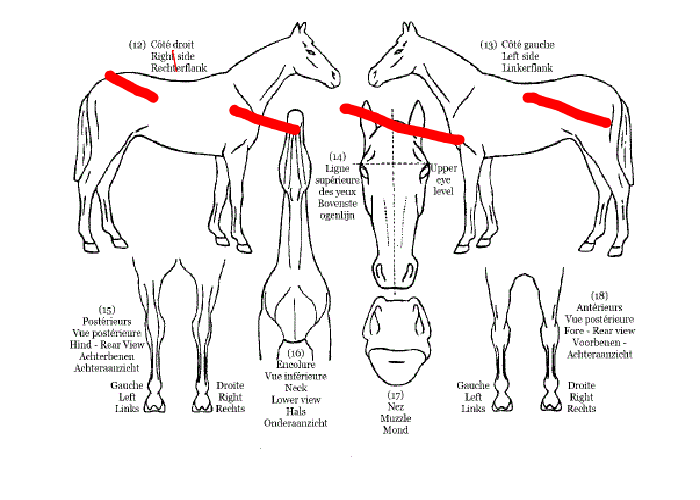 (12) Côté droit
Right side
Rechterflank
(13) Côté gauche
Left side
Linkerflank
(14)
Ligne
supérieure
des yeux
Bovenste
ogenlijn
Upper
eye
level
(15)
Postérieurs
Vue postérieure
Hind - Rear View
Achterbenen
Achteraanzicht
Gauche
Left
Links
Droite
Right
Rechts
(16)
Encolure
Vue inférieure
Neck
Lower view
Hals
Onderaanzicht
(17)
Nez
Muzzle
Mond
(18)
Antérieurs
Vue postérieure
Fore - Rear view
Voorbenen -
Achteraanzicht
Gauche
Left
Links
Droite
Right
Rechts